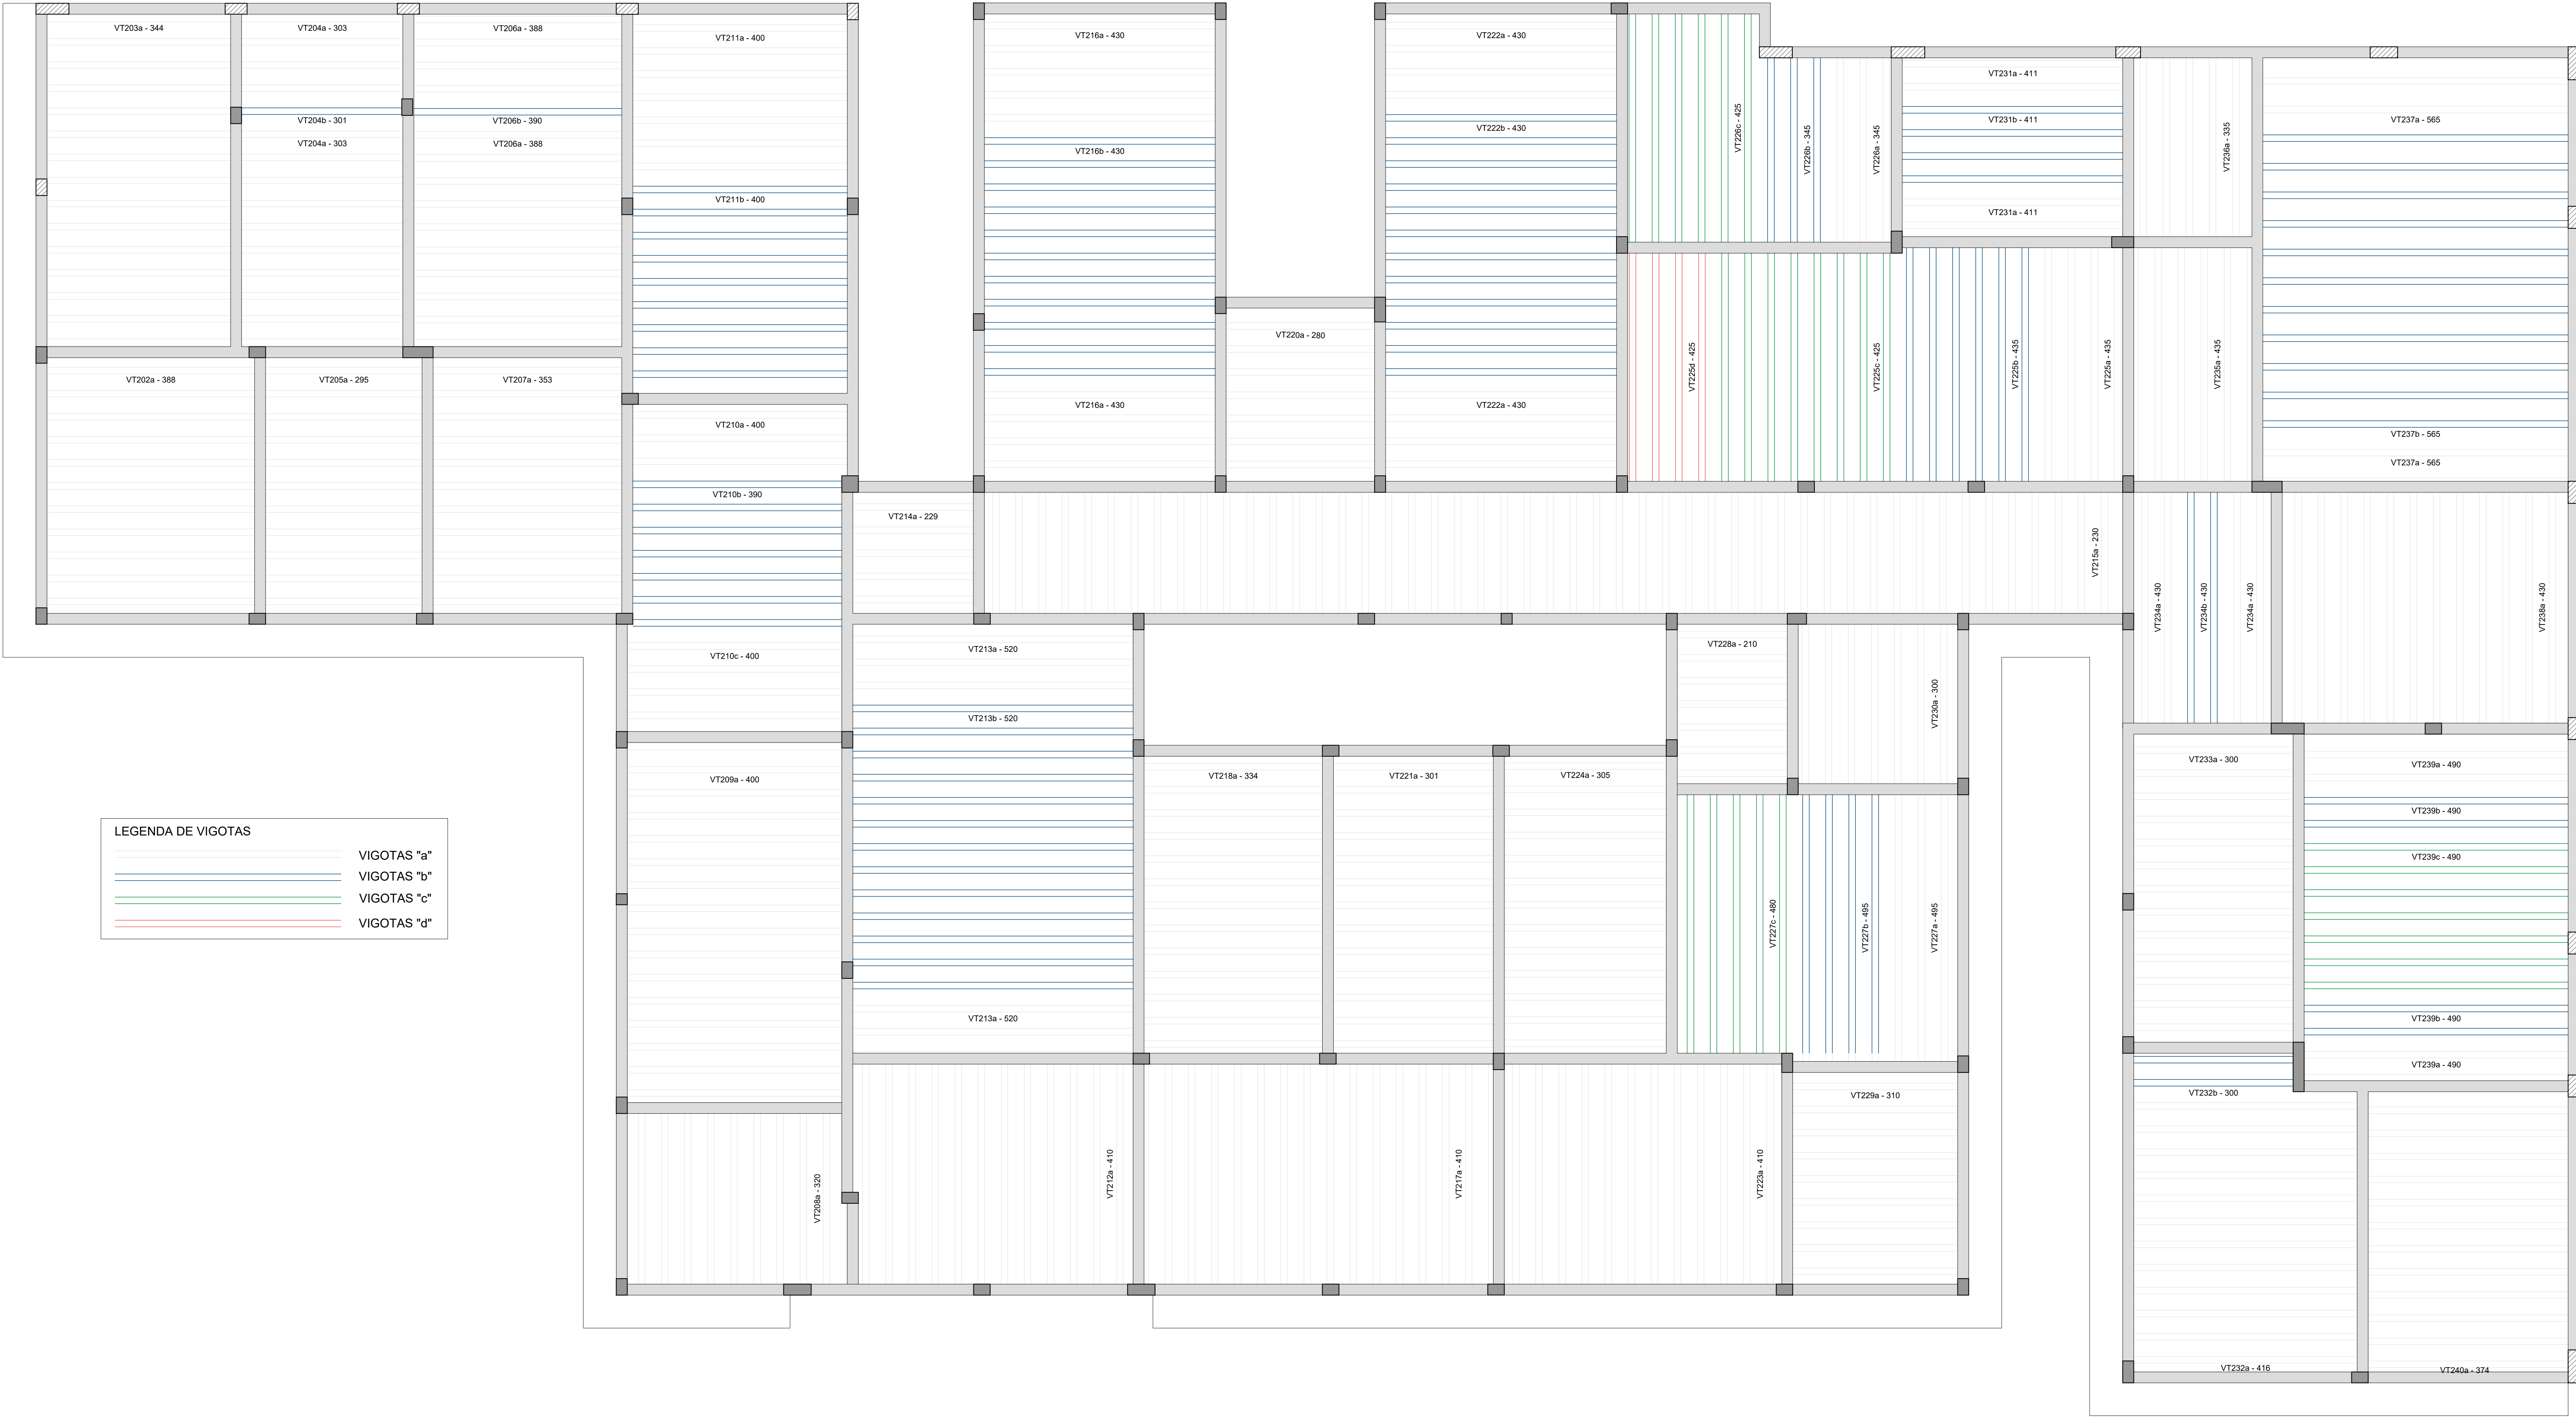 VT203a - 344
VT204a - 303
VT206a - 388
VT211a - 400
VT216a - 430
VT222a - 430
VT204b - 301
VT206b - 390
VT204a - 303
VT206a - 388
VT211b - 400
VT216b - 430
VT222b - 430
VT226c - 425
VT226b - 345
VT226a - 345
VT231a - 411
VT231b - 411
VT231a - 411
VT236a - 335
VT237a - 565
VT202a - 388
VT205a - 295
VT207a - 353
VT210a - 400
VT216a - 430
VT220a - 280
VT222a - 430
VT225d - 425
VT225c - 425
VT225b - 435
VT225a - 435
VT235a - 435
VT237b - 565
VT237a - 565
VT210b - 390
VT214a - 229
VT215a - 230
VT234a - 430
VT234b - 430
VT234a - 430
VT238a - 430
VT210c - 400
VT213a - 520
VT228a - 210
VT230a - 300
VT213b - 520
VT209a - 400
VT218a - 334
VT221a - 301
VT224a - 305
VT233a - 300
VT239a - 490
VT239b - 490
VT239c - 490
LEGENDA DE VIGOTAS
VIGOTAS "a"
VIGOTAS "b"
VIGOTAS "c"
VIGOTAS "d"
VT227c - 480
VT227b - 495
VT227a - 495
VT213a - 520
VT239b - 490
VT239a - 490
VT232b - 300
VT229a - 310
VT208a - 320
VT212a - 410
VT217a - 410
VT223a - 410
VT232a - 416
VT240a - 374